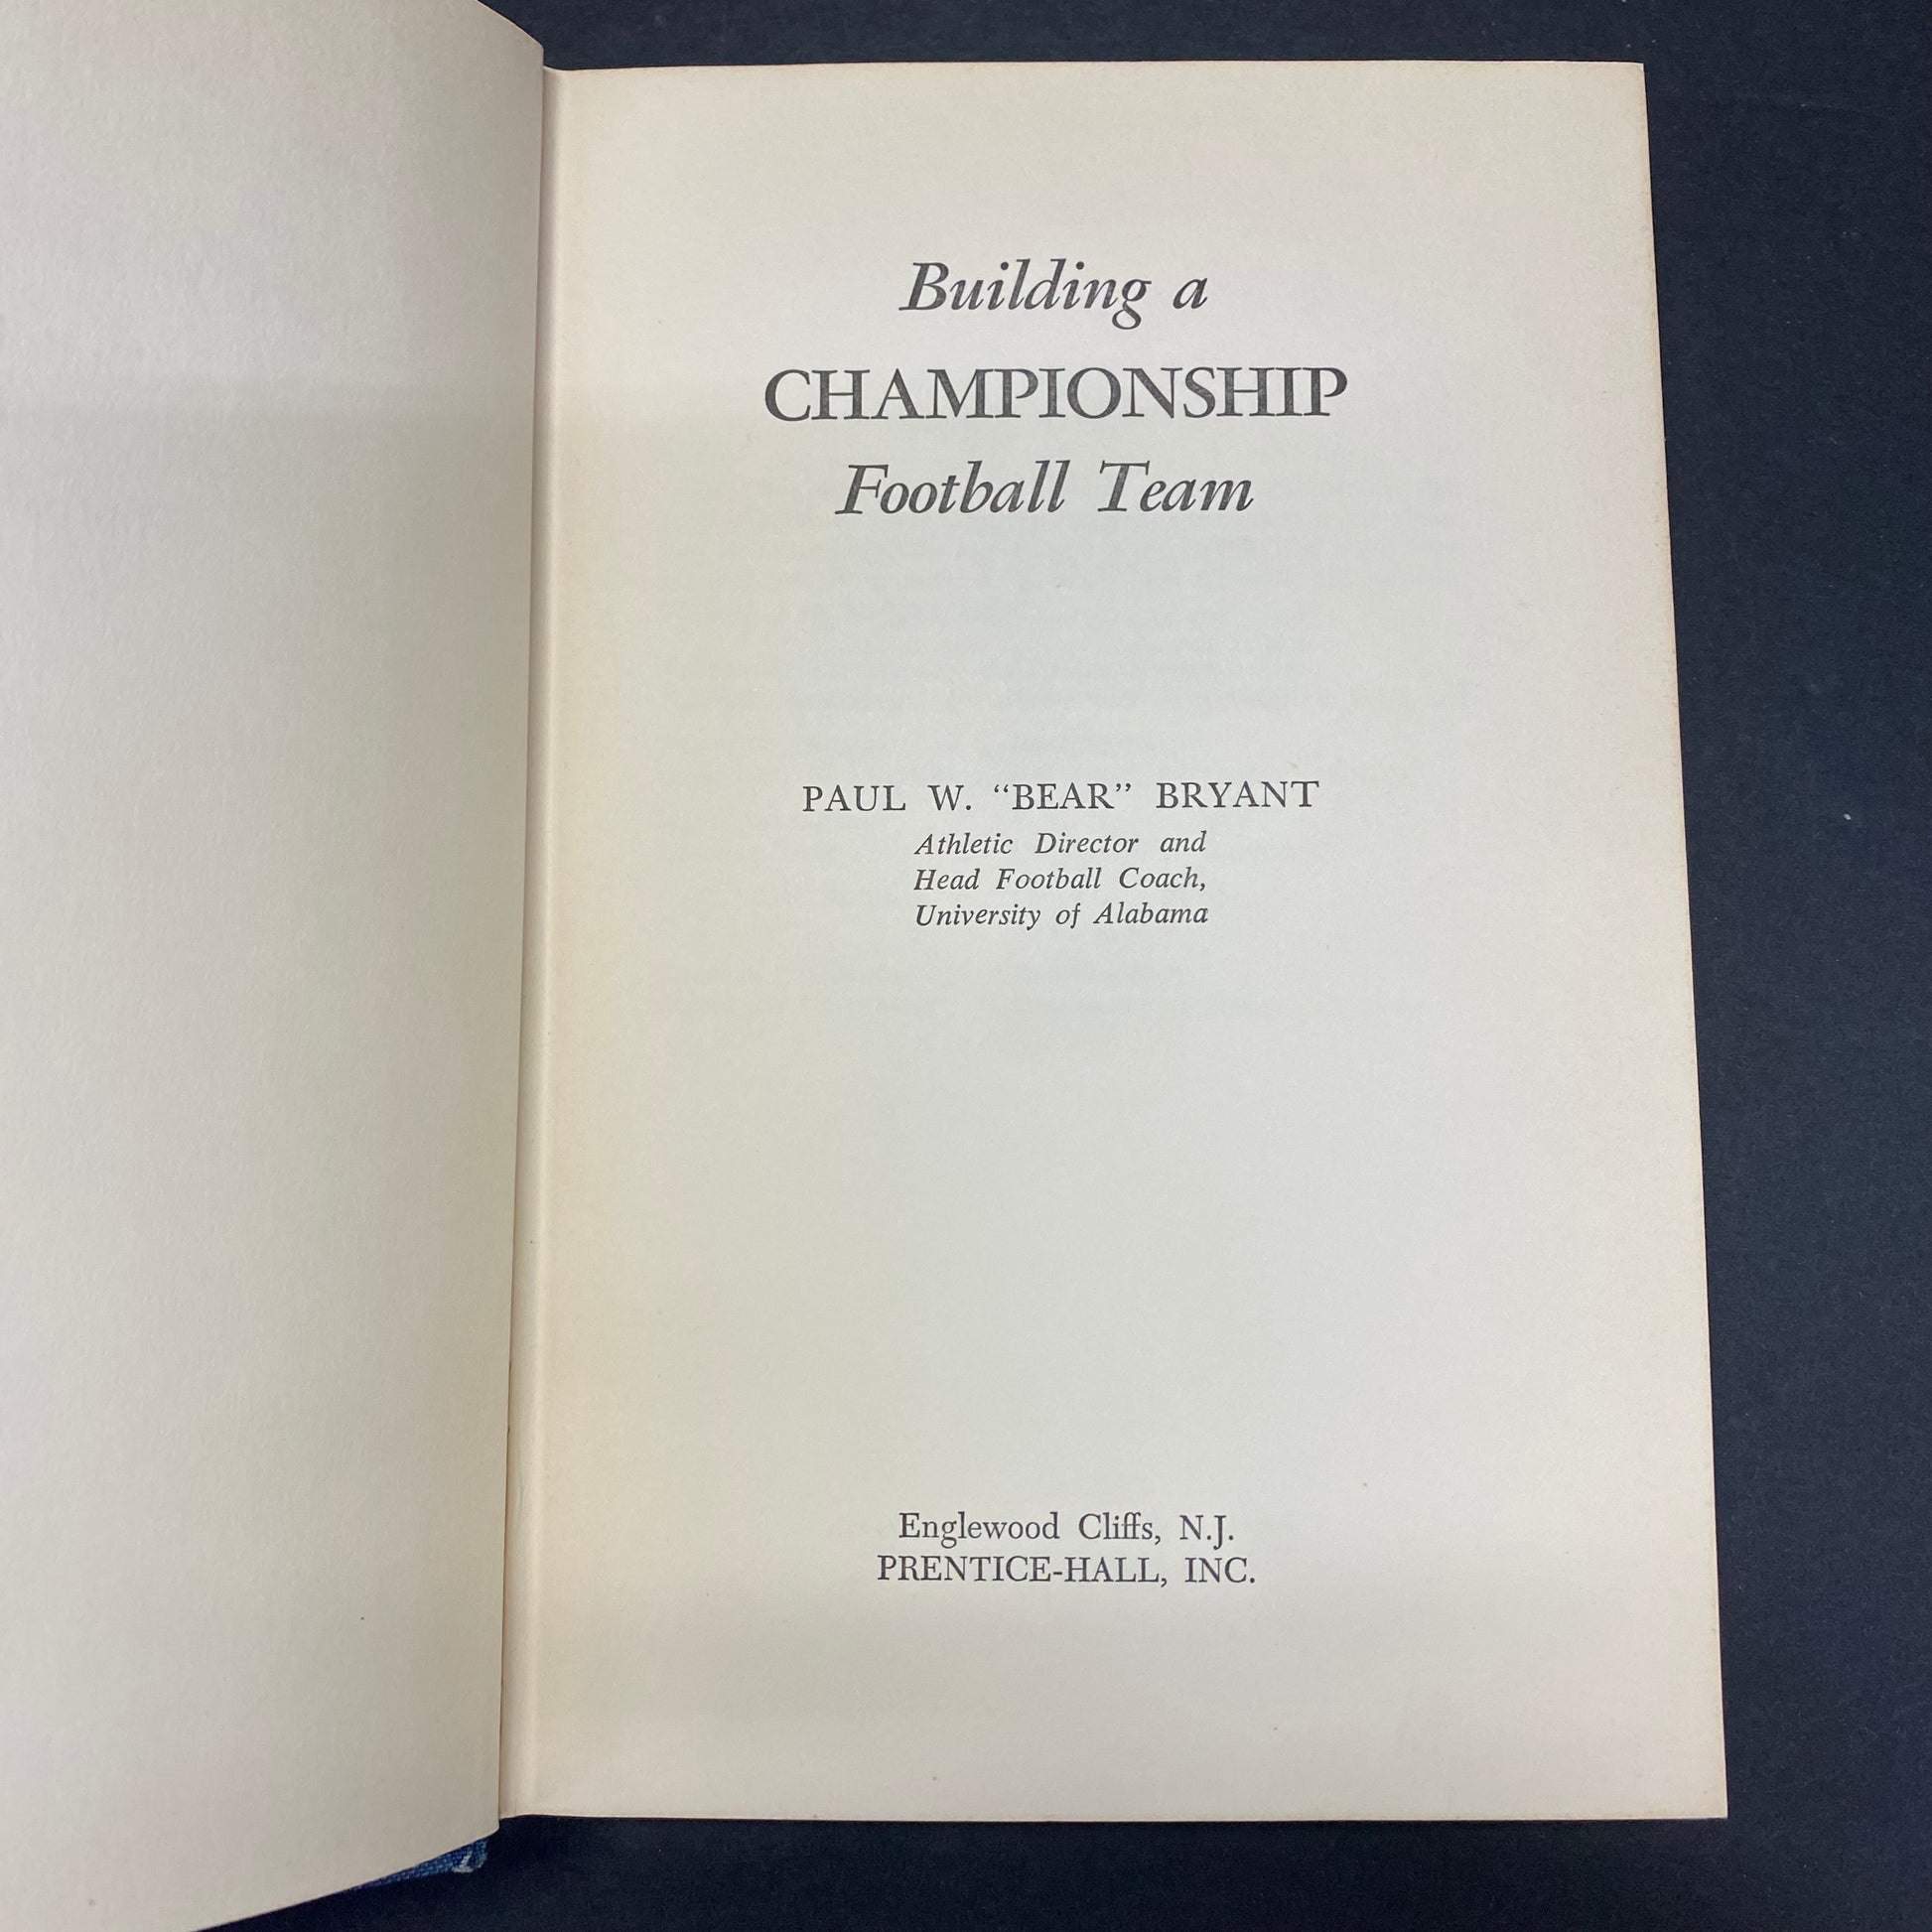 Building a
CHAMPIONSHIP
Football Team
PAUL W. “BEAR” BRYANT
Athletic Director and
Head Football Coach,
University of Alabama
Englewood Cliffs, N.J.
PRENTICE-HALL, INC.